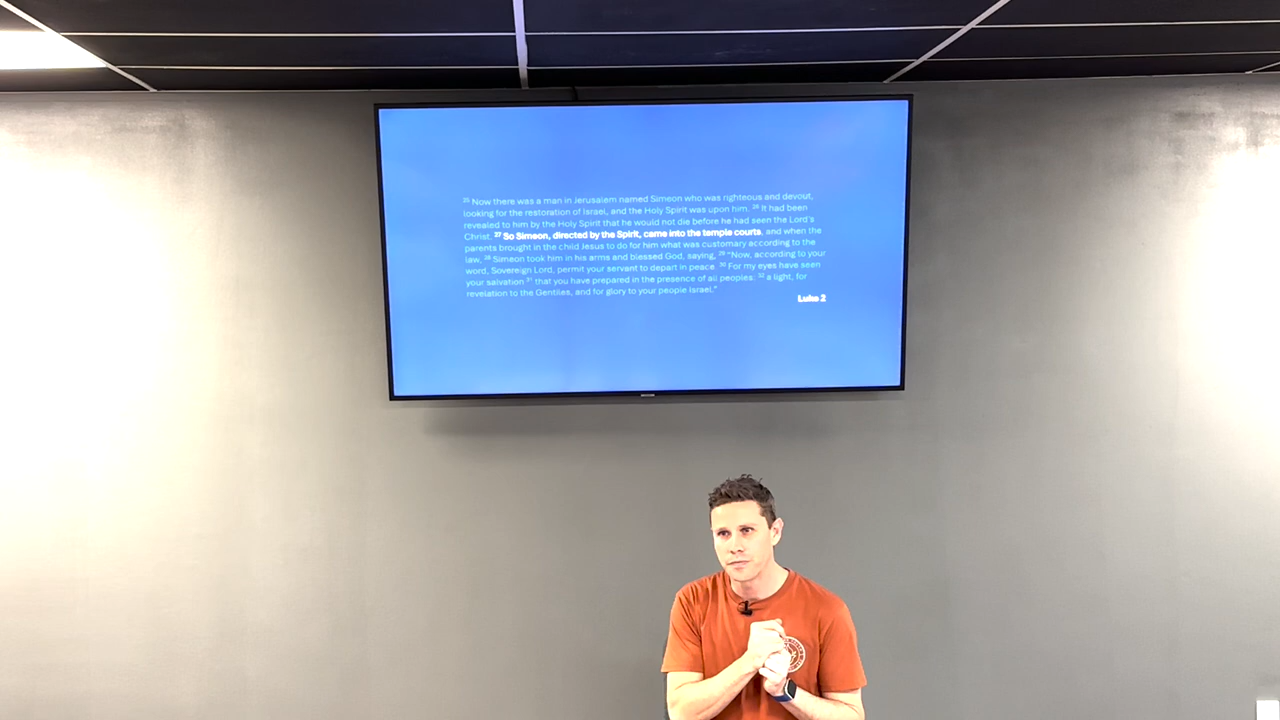 25 Now there was a man in Jerusalem named Simeon who was righteous and devout,
looking for the restoration of Israel, and the Holy Spirit was upon him. 26 It had been
revealed to him by the Holy Spirit that he would not die before he had seen the Lord's
Christ. 27 So Simeon, directed by the Spirit, came into the temple courts, and when the
parents brought in the child Jesus to do for him what was customary according to the
law, 28 Simeon took him in his arms and blessed God, saying, 29 "Now, according to your
word, Sovereign Lord, permit your servant to depart in peace. 30 For my eyes have seen
your salvation 31 that you have prepared in the presence of all peoples: 32 a light, for
revelation to the Gentiles, and for glory to your people Israel."
Luke 2